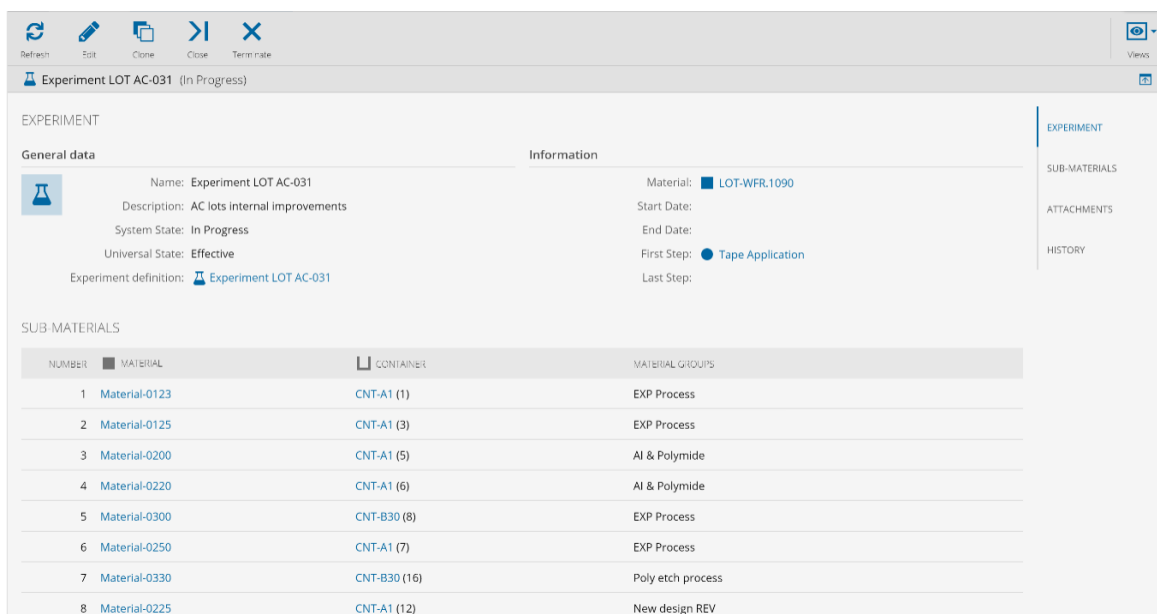 Refresh Edit Clone Close Terminate Views
Experiment LOT AC-031 (In Progress)
EXPERIMENT
General data
Name: Experiment LOT AC-031
Description: AC lots internal improvements
System State: In Progress
Universal State: Effective
Experiment definition: Experiment LOT AC-031
Information
Material: LOT-WFR.1090
Start Date:
End Date:
First Step: Tape Application
Last Step:
EXPERIMENT
SUB-MATERIALS
ATTACHMENTS
HISTORY
SUB-MATERIALS
NUMBER MATERIAL CONTAINER MATERIAL GROUPS
1 Material-0123 CNT-A1 (1) EXP Process
2 Material-0125 CNT-A1 (3) EXP Process
3 Material-0200 CNT-A1 (5) Al & Polymide
4 Material-0220 CNT-A1 (6) Al & Polymide
5 Material-0300 CNT-B30 (8) EXP Process
6 Material-0250 CNT-A1 (7) EXP Process
7 Material-0330 CNT-B30 (16) Poly etch process
8 Material-0225 CNT-A1 (12) New design REV